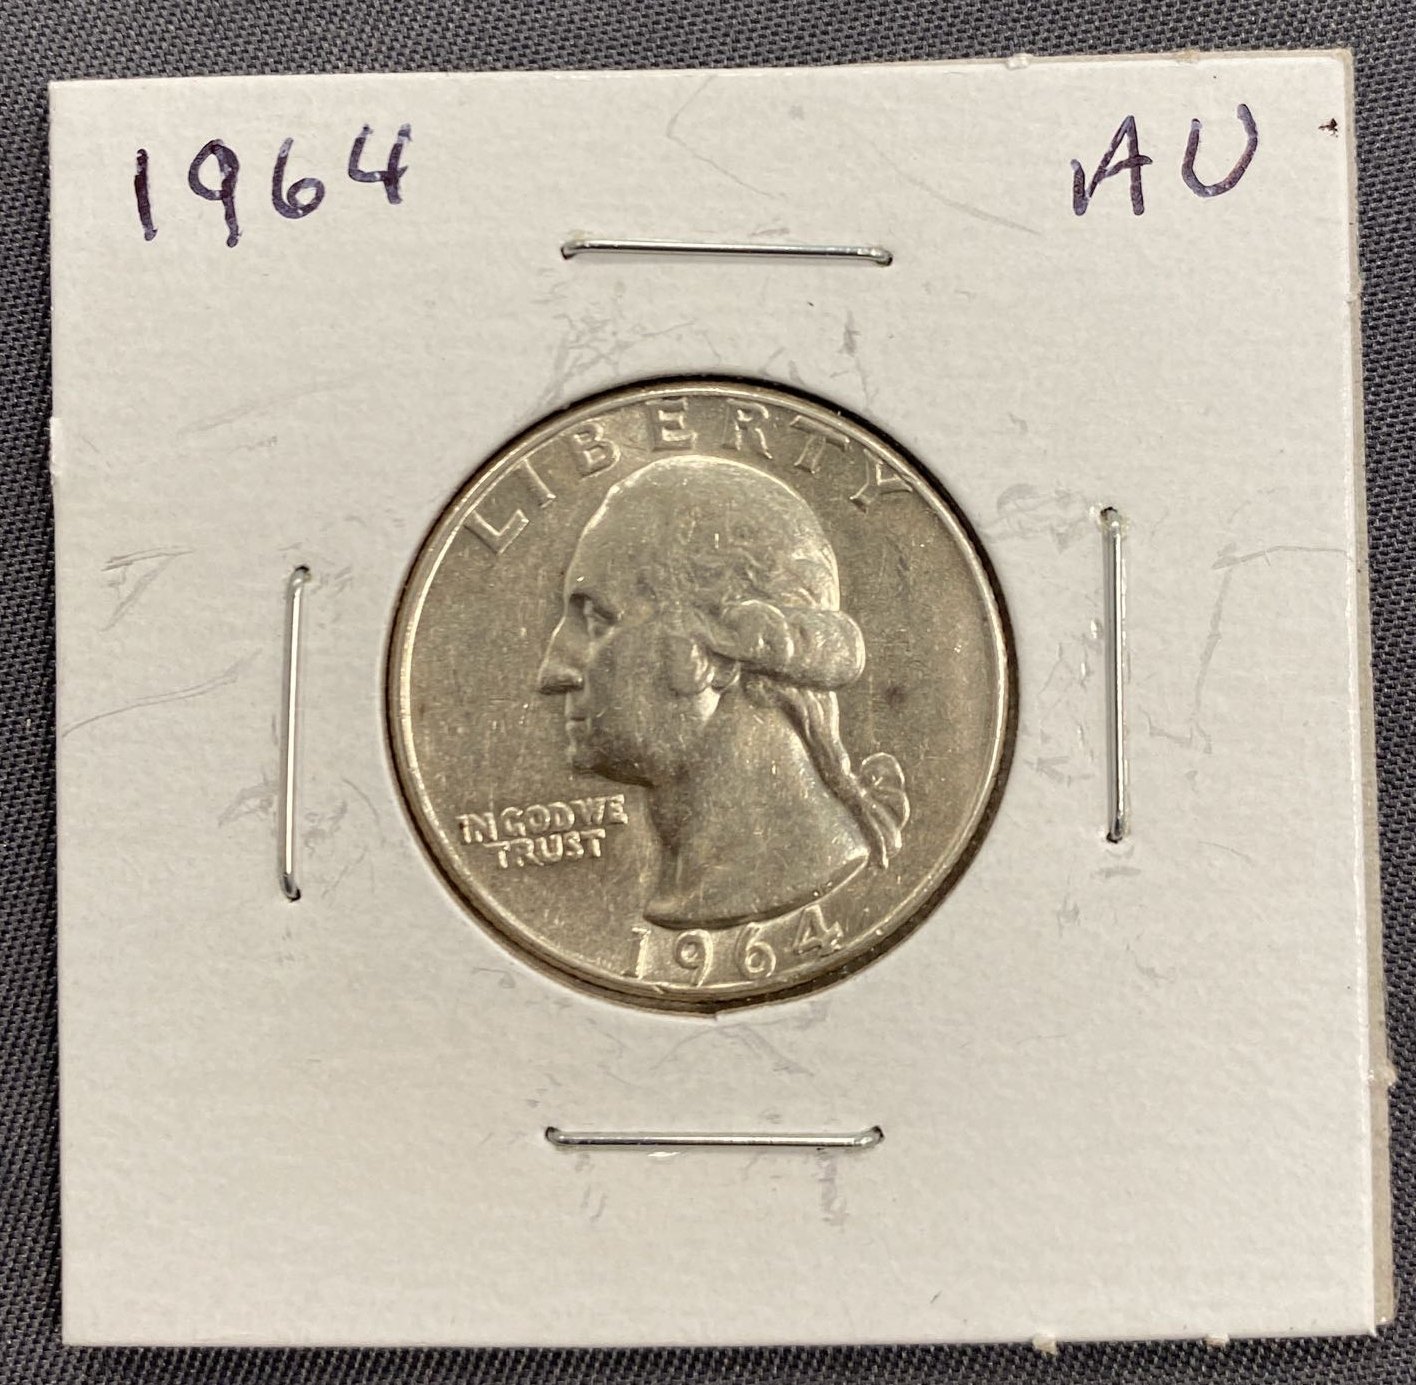 1964 AU
LIBERTY
IN GOD WE
TRUST
1964